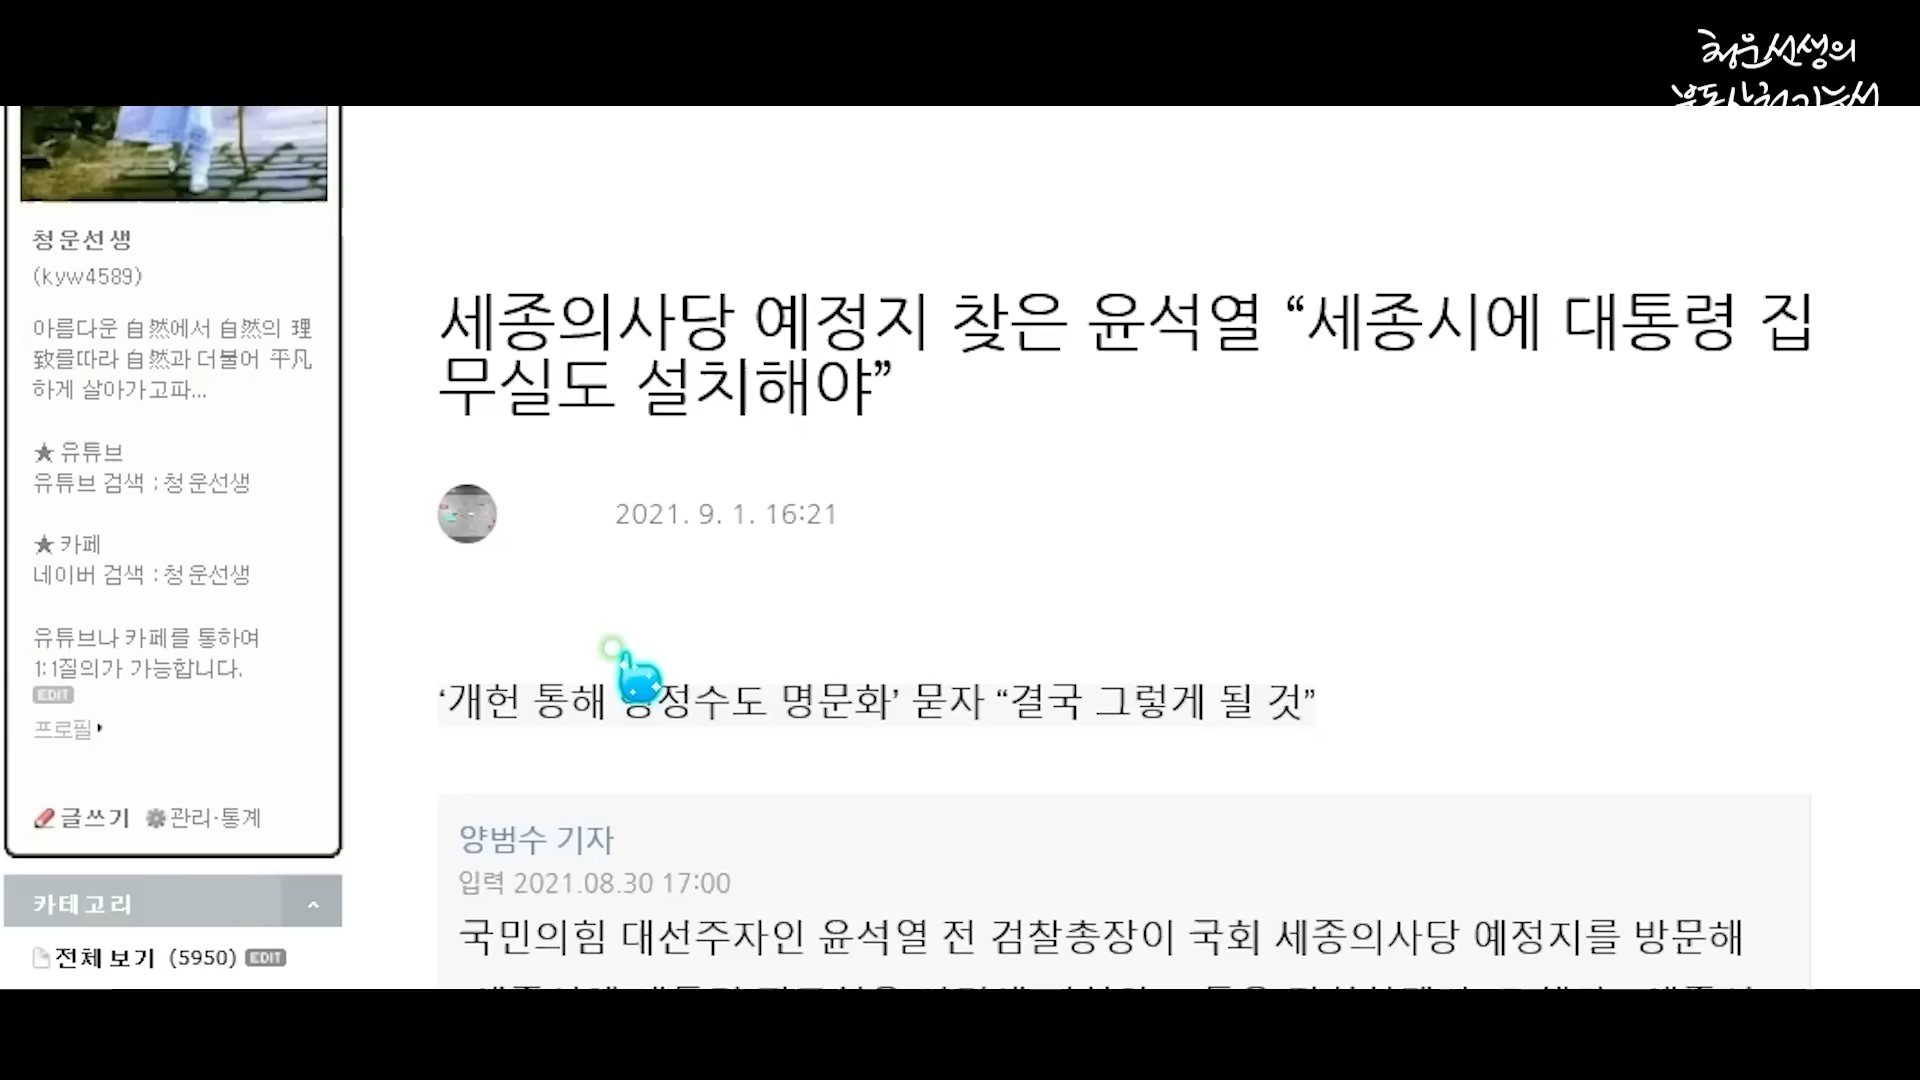 청운선생의
청운선생
(kyw4589)
아름다운 自然에서 自然의 理
致를따라 自然과 더불어 平凡
하게 살아가고파...
★ 유튜브
유튜브 검색 : 청운선생
★ 카페
네이버 검색 : 청운선생
유튜브나 카페를 통하여
1:1질의가 가능합니다.
EDIT
프로필
글쓰기 관리·통계
카테고리
전체보기 (5950) EDIT
세종의사당 예정지 찾은 윤석열 “세종시에 대통령 집
무실도 설치해야”
2021. 9. 1. 16:21
‘개헌 통해 행정수도 명문화’ 묻자 “결국 그렇게 될 것”
양범수 기자
입력 2021.08.30 17:00
국민의힘 대선주자인 윤석열 전 검찰총장이 국회 세종의사당 예정지를 방문해